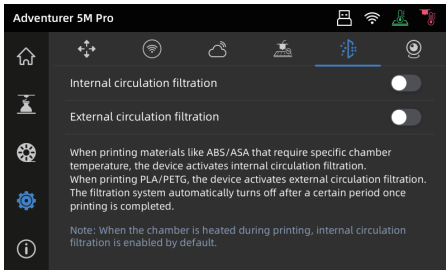 Adventurer 5M Pro
Internal circulation filtration
External circulation filtration
When printing materials like ABS/ASA that require specific chamber
temperature, the device activates internal circulation filtration.
When printing PLA/PETG, the device activates external circulation filtration.
The filtration system automatically turns off after a certain period once
printing is completed.
Note: When the chamber is heated during printing, internal circulation
filtration is enabled by default.